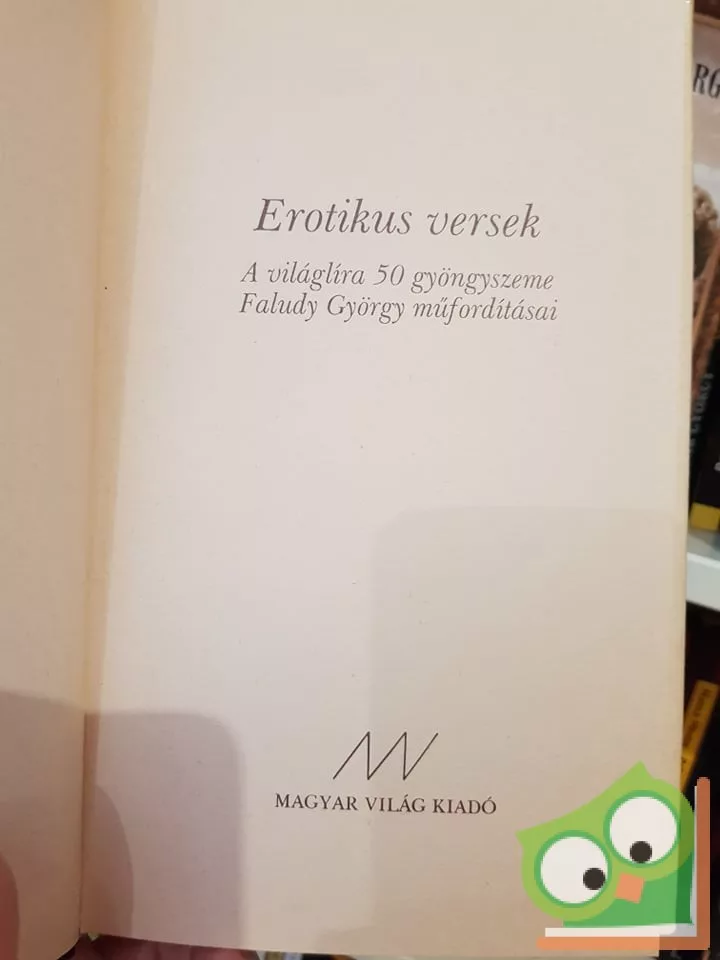 Erotikus versek
A világlíra 50 gyöngyszeme
Faludy György műfordításai
MAGYAR VILÁG KIADÓ